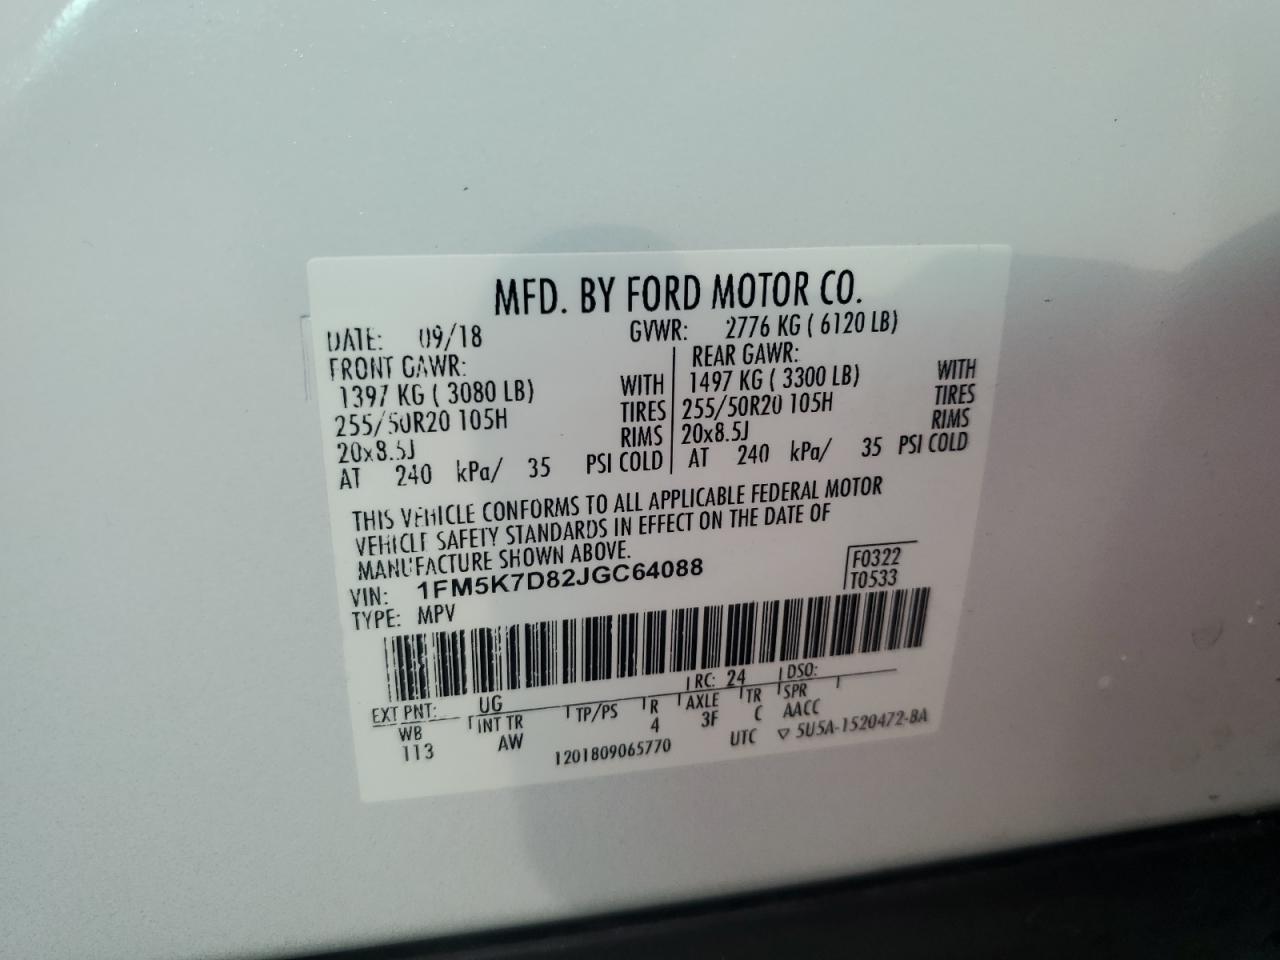 MFD. BY FORD MOTOR CO.
DATE: 09/18 GVWR: 2776 KG ( 6120 LB)
FRONT GAWR: REAR GAWR:
1397 KG ( 3080 LB) WITH 1497 KG ( 3300 LB) WITH
255/50R20 105H TIRES 255/50R20 105H TIRES
20x8.5J RIMS 20x8.5J RIMS
AT 240 kPa/ 35 PSI COLD AT 240 kPa/ 35 PSI COLD
THIS VEHICLE CONFORMS TO ALL APPLICABLE FEDERAL MOTOR
VEHICLE SAFETY STANDARDS IN EFFECT ON THE DATE OF
MANUFACTURE SHOWN ABOVE.
VIN: 1FM5K7D82JGC64088 F0322
TYPE: MPV T0533
EXT PNT: UG RC: 24 DSO:
WB INT TR TP/PS R AXLE TR SPR
113 AW 4 3F C AACC
1201809065770 UTC ▽ 5U5A-1520472-BA